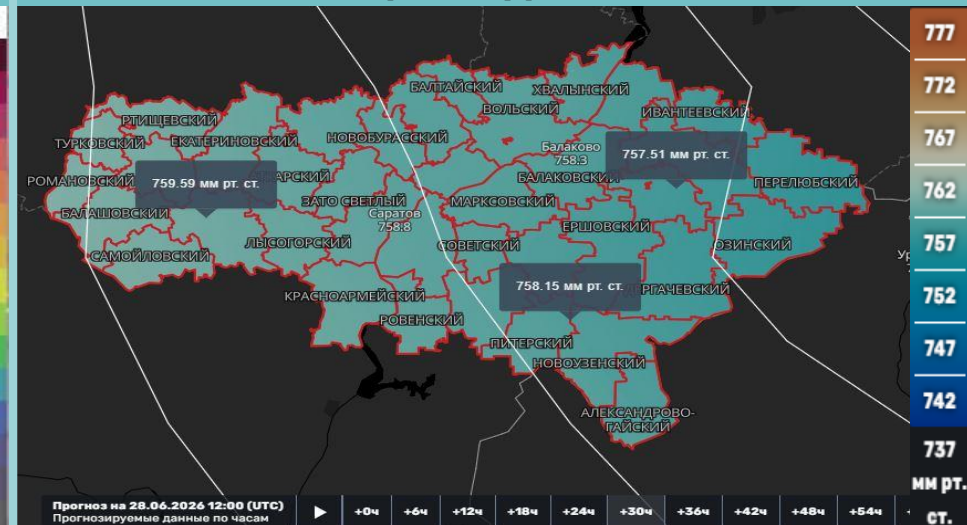 777
772
767
762
757
752
747
742
737
мм рт.
ст.
БАЛТАЙСКИЙ
ХВАЛЫНСКИЙ
ВОЛЬСКИЙ
ИВАНТЕЕВСКИЙ
РТИЩЕВСКИЙ
ТУРКОВСКИЙ
ЕКАТЕРИНОВСКИЙ
НОВОБУРАССКИЙ
Балаково
758.3
757.51 мм рт. ст.
РОМАНОВСКИЙ
759.59 мм рт. ст.
БАЛАКОВСКИЙ
ПЕРЕЛЮБСКИЙ
ЗАТО СВЕТЛЫЙ
МАРКСОВСКИЙ
БАЛАШОВСКИЙ
Саратов
758.8
ЕРШОВСКИЙ
ЛЫСОГОРСКИЙ
СОВЕТСКИЙ
ОЗИНСКИЙ
САМОЙЛОВСКИЙ
758.15 мм рт. ст.
КРАСНОАРМЕЙСКИЙ
РОВЕНСКИЙ
ПИТЕРСКИЙ
НОВОУЗЕНСКИЙ
АЛЕКСАНДРОВО-
ГАЙСКИЙ
Прогноз на 28.06.2026 12:00 (UTC)
Прогнозируемые данные по часам
+0ч +6ч +12ч +18ч +24ч +30ч +36ч +42ч +48ч +54ч